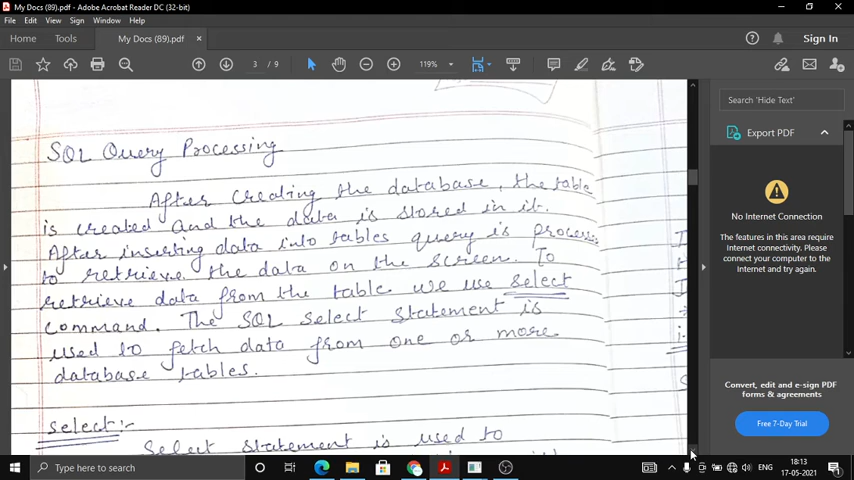 My Docs (89).pdf - Adobe Acrobat Reader DC (32-bit)
File Edit View Sign Window Help
Home Tools My Docs (89).pdf × Sign In
3 / 9 119%
Search 'Hide Text'
Export PDF
SQL Query Processing
After creating the database, the table
is created and the data is stored in it.
After inserting data into tables query is process
to retrieve the data on the screen. To
retrieve data from the table we use select
command. The SQL select statement is
used to fetch data from one or more
database tables.
select:-
Select statement is used to
No Internet Connection
The features in this area require
Internet connectivity. Please
connect your computer to the
Internet and try again.
Convert, edit and e-sign PDF
forms & agreements
Free 7-Day Trial
Type here to search
ENG
18:13
17-05-2021